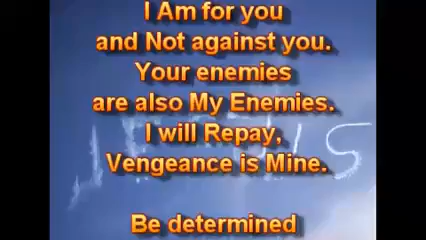 I Am for you
and Not against you.
Your enemies
are also My Enemies.
I will Repay,
Vengeance is Mine.
Be determined
JESUS